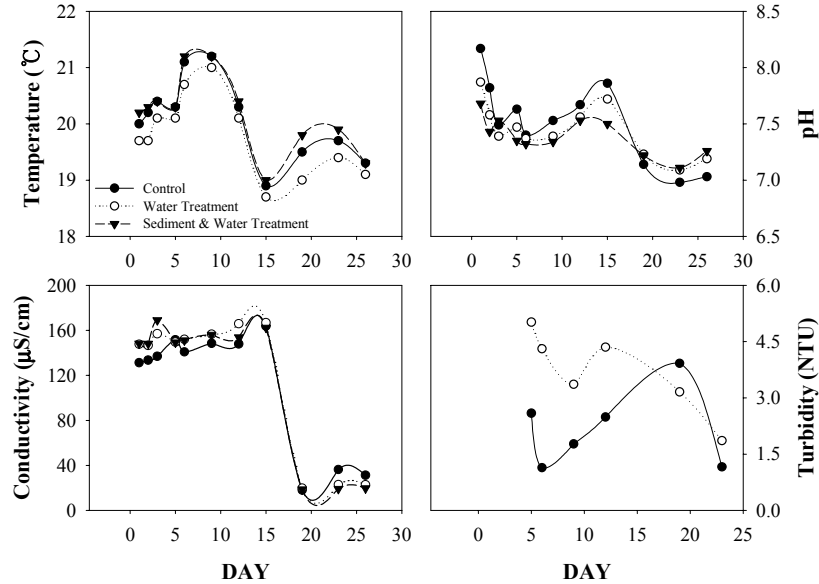 22
21
20
19
18
Temperature (℃)
Control
Water Treatment
Sediment & Water Treatment
0 5 10 15 20 25 30
8.5
8.0
7.5
7.0
6.5
pH
0 5 10 15 20 25 30
200
160
120
80
40
0
Conductivity (µS/cm)
0 5 10 15 20 25 30
DAY
6.0
4.5
3.0
1.5
0.0
Turbidity (NTU)
0 5 10 15 20 25
DAY